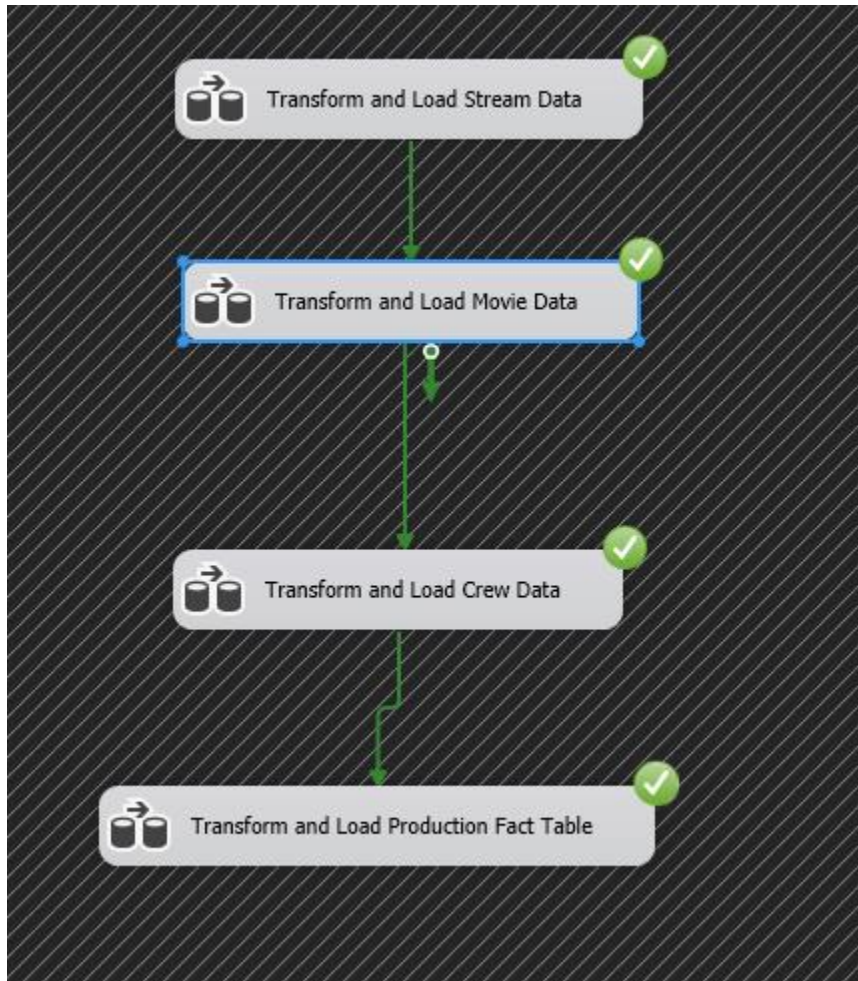 Transform and Load Stream Data
Transform and Load Movie Data
Transform and Load Crew Data
Transform and Load Production Fact Table